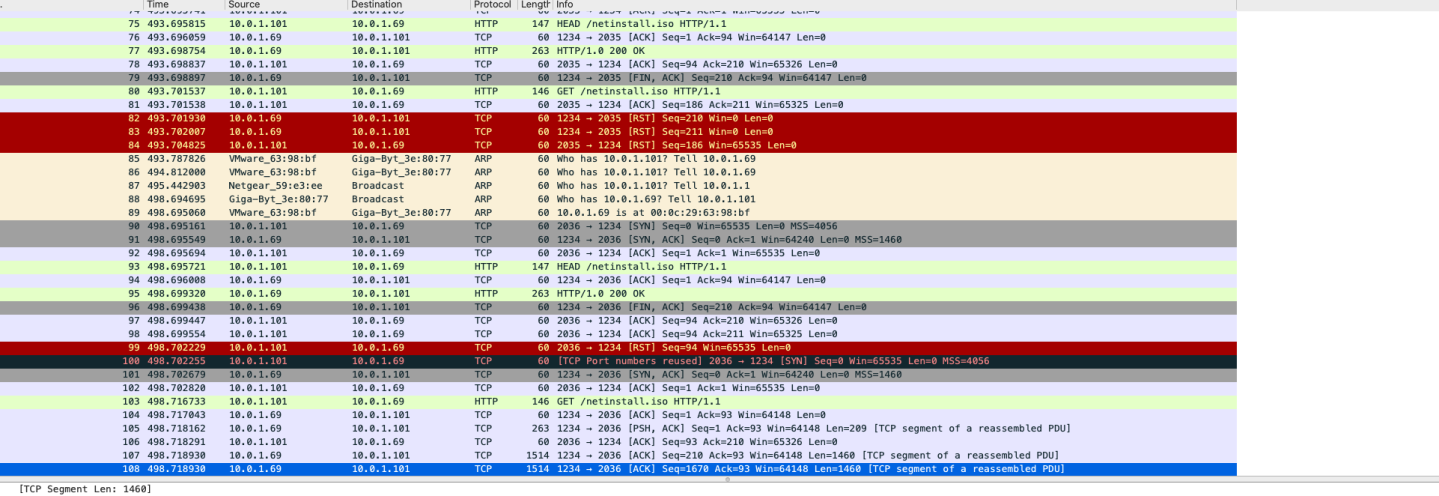 Time Source Destination Protocol Length Info
75 493.695815 10.0.1.101 10.0.1.69 HTTP 147 HEAD /netinstall.iso HTTP/1.1
76 493.696059 10.0.1.69 10.0.1.101 TCP 60 1234 → 2035 [ACK] Seq=1 Ack=94 Win=64147 Len=0
77 493.698754 10.0.1.69 10.0.1.101 HTTP 263 HTTP/1.0 200 OK
78 493.698837 10.0.1.101 10.0.1.69 TCP 60 2035 → 1234 [ACK] Seq=94 Ack=210 Win=65326 Len=0
79 493.698897 10.0.1.69 10.0.1.101 TCP 60 1234 → 2035 [FIN, ACK] Seq=210 Ack=94 Win=64147 Len=0
80 493.701537 10.0.1.101 10.0.1.69 HTTP 146 GET /netinstall.iso HTTP/1.1
81 493.701538 10.0.1.101 10.0.1.69 TCP 60 2035 → 1234 [ACK] Seq=186 Ack=211 Win=65325 Len=0
82 493.701930 10.0.1.69 10.0.1.101 TCP 60 1234 → 2035 [RST] Seq=210 Win=0 Len=0
83 493.702007 10.0.1.69 10.0.1.101 TCP 60 1234 → 2035 [RST] Seq=211 Win=0 Len=0
84 493.704825 10.0.1.101 10.0.1.69 TCP 60 2035 → 1234 [RST] Seq=186 Win=65535 Len=0
85 493.787826 VMware_63:98:bf Giga-Byt_3e:80:77 ARP 60 Who has 10.0.1.101? Tell 10.0.1.69
86 494.812000 VMware_63:98:bf Giga-Byt_3e:80:77 ARP 60 Who has 10.0.1.101? Tell 10.0.1.69
87 495.442903 Netgear_59:e3:ee Broadcast ARP 60 Who has 10.0.1.101? Tell 10.0.1.1
88 498.694695 Giga-Byt_3e:80:77 Broadcast ARP 60 Who has 10.0.1.69? Tell 10.0.1.101
89 498.695060 VMware_63:98:bf Giga-Byt_3e:80:77 ARP 60 10.0.1.69 is at 00:0c:29:63:98:bf
90 498.695161 10.0.1.101 10.0.1.69 TCP 60 2036 → 1234 [SYN] Seq=0 Win=65535 Len=0 MSS=4056
91 498.695549 10.0.1.69 10.0.1.101 TCP 60 1234 → 2036 [SYN, ACK] Seq=0 Ack=1 Win=64240 Len=0 MSS=1460
92 498.695694 10.0.1.101 10.0.1.69 TCP 60 2036 → 1234 [ACK] Seq=1 Ack=1 Win=65535 Len=0
93 498.695721 10.0.1.101 10.0.1.69 HTTP 147 HEAD /netinstall.iso HTTP/1.1
94 498.696008 10.0.1.69 10.0.1.101 TCP 60 1234 → 2036 [ACK] Seq=1 Ack=94 Win=64147 Len=0
95 498.699320 10.0.1.69 10.0.1.101 HTTP 263 HTTP/1.0 200 OK
96 498.699438 10.0.1.69 10.0.1.101 TCP 60 1234 → 2036 [FIN, ACK] Seq=210 Ack=94 Win=64147 Len=0
97 498.699447 10.0.1.101 10.0.1.69 TCP 60 2036 → 1234 [ACK] Seq=94 Ack=210 Win=65326 Len=0
98 498.699554 10.0.1.101 10.0.1.69 TCP 60 2036 → 1234 [ACK] Seq=94 Ack=211 Win=65325 Len=0
99 498.702229 10.0.1.101 10.0.1.69 TCP 60 2036 → 1234 [RST] Seq=94 Win=65535 Len=0
100 498.702255 10.0.1.101 10.0.1.69 TCP 60 [TCP Port numbers reused] 2036 → 1234 [SYN] Seq=0 Win=65535 Len=0 MSS=4056
101 498.702679 10.0.1.69 10.0.1.101 TCP 60 1234 → 2036 [SYN, ACK] Seq=0 Ack=1 Win=64240 Len=0 MSS=1460
102 498.702820 10.0.1.101 10.0.1.69 TCP 60 2036 → 1234 [ACK] Seq=1 Ack=1 Win=65535 Len=0
103 498.716733 10.0.1.101 10.0.1.69 HTTP 146 GET /netinstall.iso HTTP/1.1
104 498.717043 10.0.1.69 10.0.1.101 TCP 60 1234 → 2036 [ACK] Seq=1 Ack=93 Win=64148 Len=0
105 498.718162 10.0.1.69 10.0.1.101 TCP 263 1234 → 2036 [PSH, ACK] Seq=1 Ack=93 Win=64148 Len=209 [TCP segment of a reassembled PDU]
106 498.718291 10.0.1.101 10.0.1.69 TCP 60 2036 → 1234 [ACK] Seq=93 Ack=210 Win=65326 Len=0
107 498.718930 10.0.1.69 10.0.1.101 TCP 1514 1234 → 2036 [ACK] Seq=210 Ack=93 Win=64148 Len=1460 [TCP segment of a reassembled PDU]
108 498.718930 10.0.1.69 10.0.1.101 TCP 1514 1234 → 2036 [ACK] Seq=1670 Ack=93 Win=64148 Len=1460 [TCP segment of a reassembled PDU]
[TCP Segment Len: 1460]